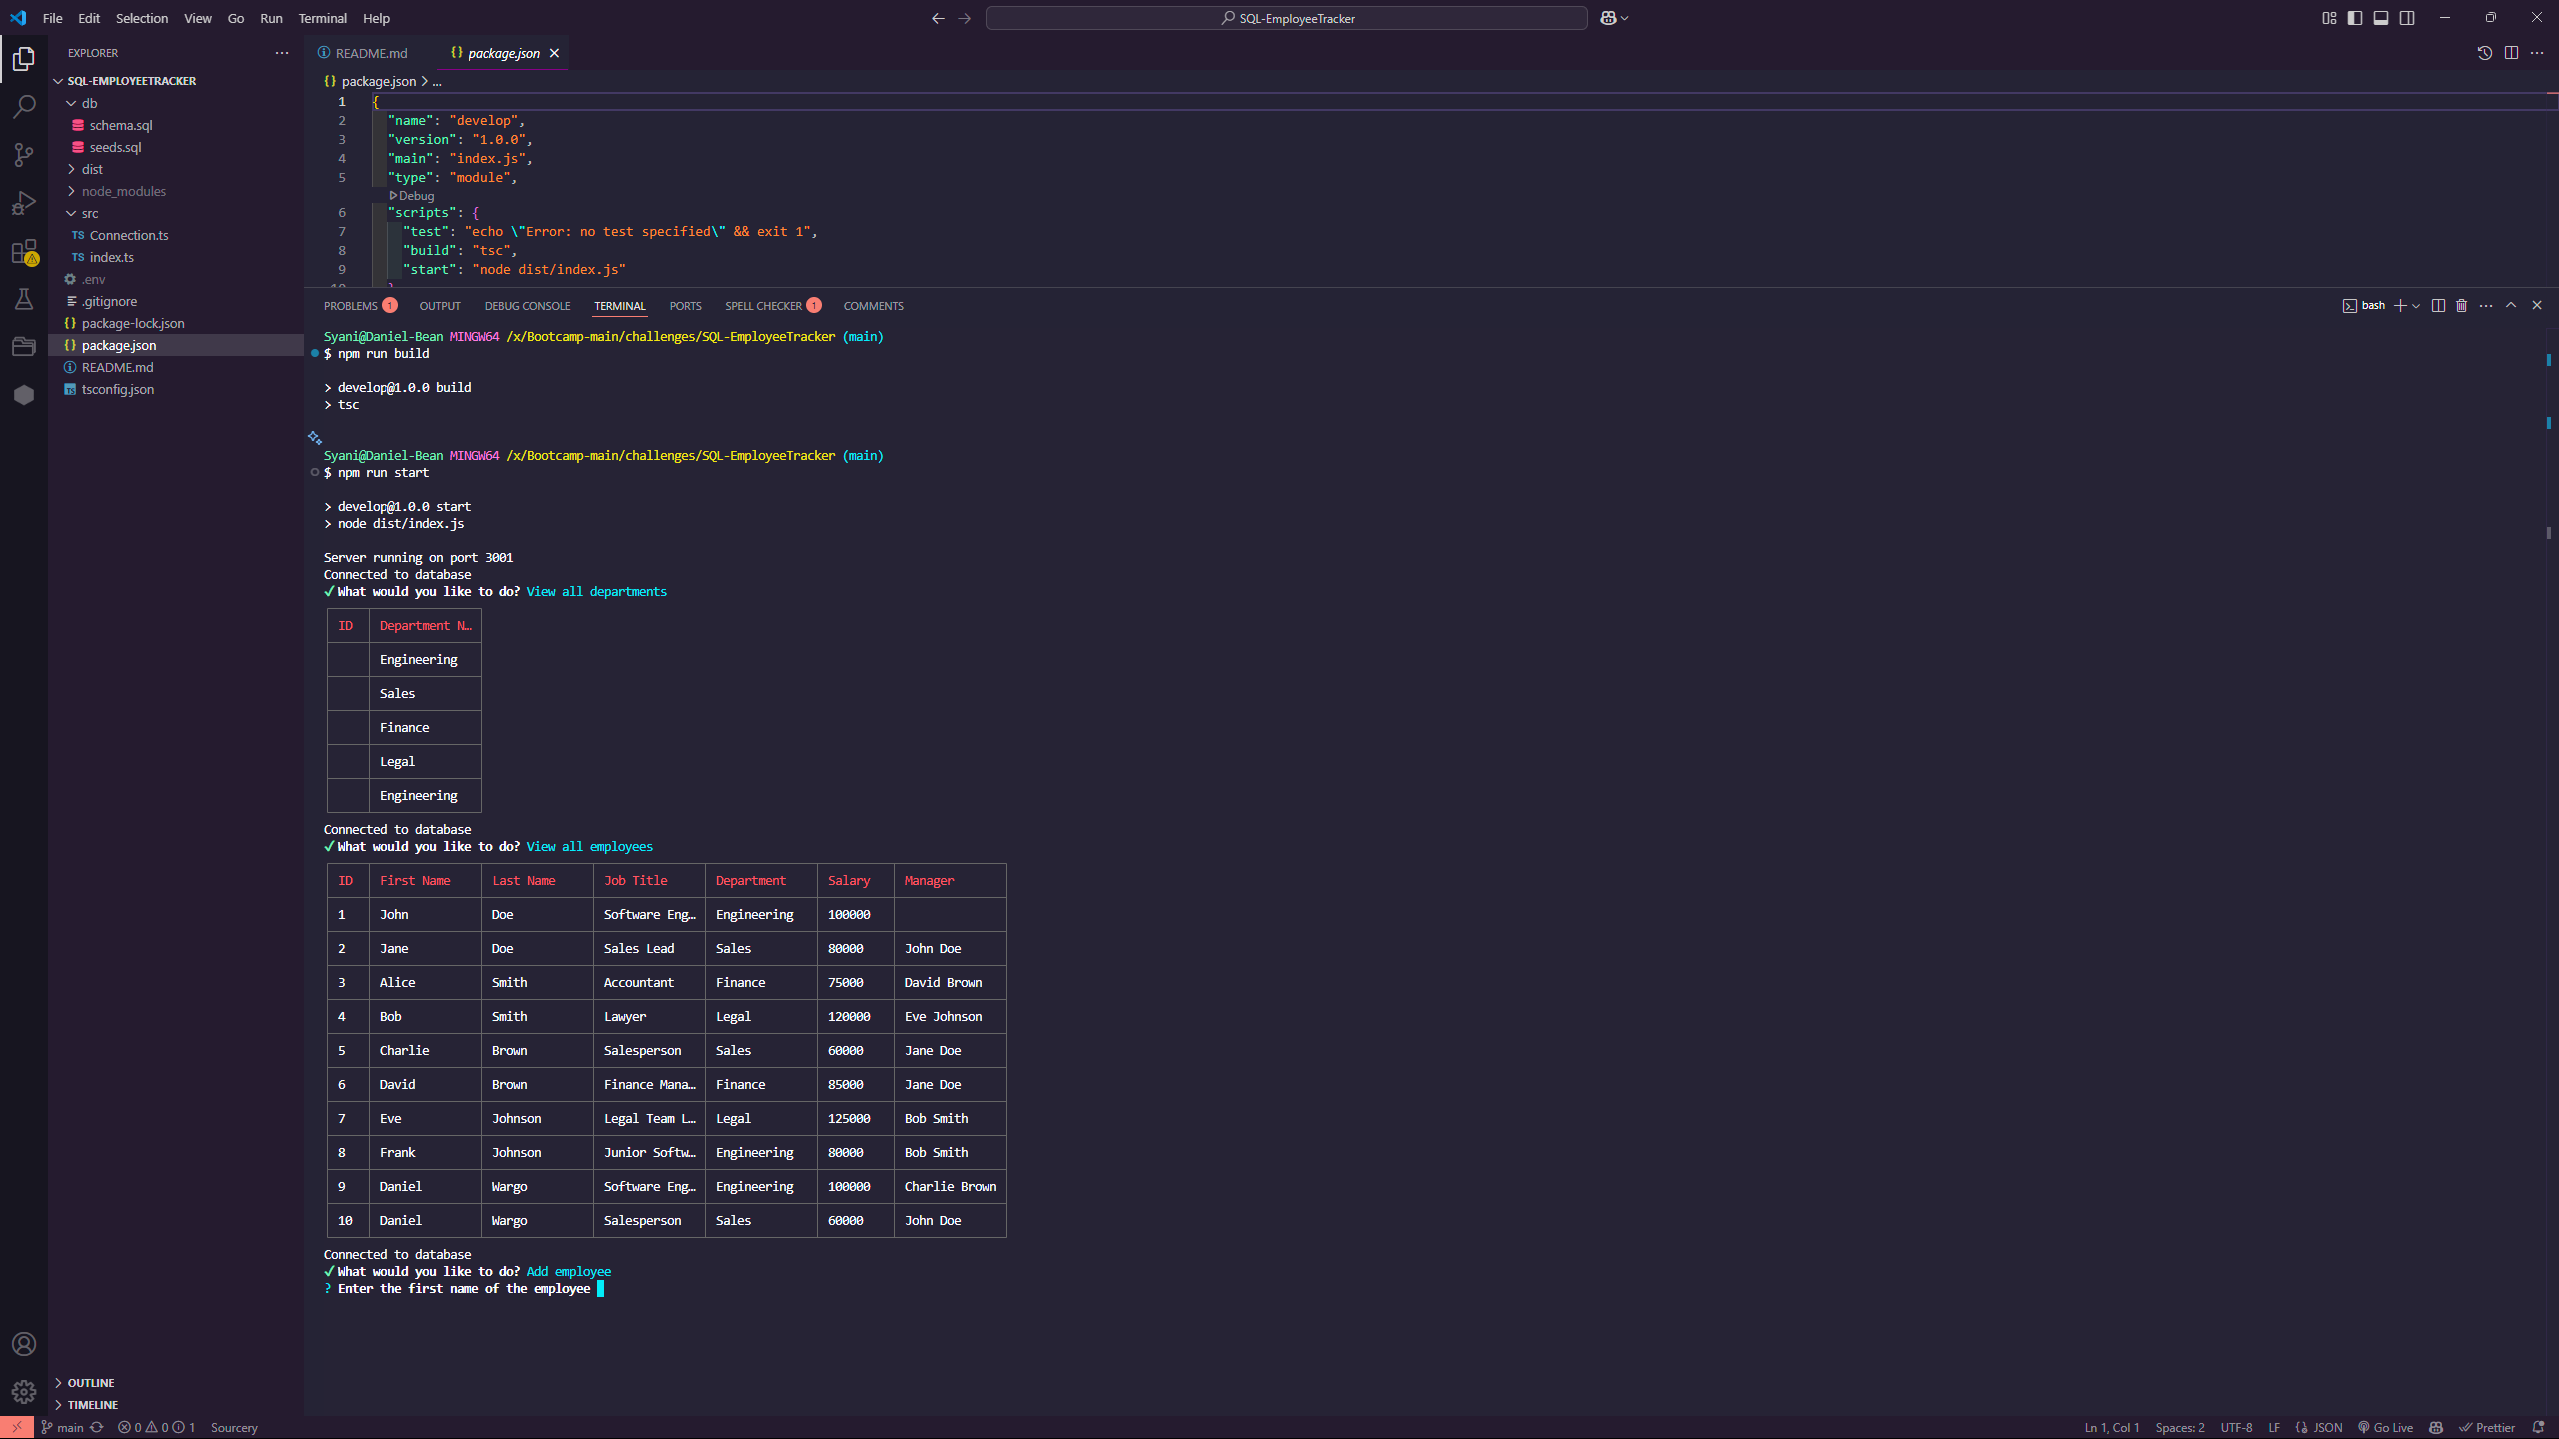 File Edit Selection View Go Run Terminal Help
SQL-EmployeeTracker
EXPLORER
SQL-EMPLOYEETRACKER
db
schema.sql
seeds.sql
dist
node_modules
src
TS Connection.ts
TS index.ts
.env
.gitignore
{} package-lock.json
{} package.json
README.md
tsconfig.json
OUTLINE
TIMELINE
README.md
{} package.json
{} package.json > ...
1 {
2 "name": "develop",
3 "version": "1.0.0",
4 "main": "index.js",
5 "type": "module",
Debug
6 "scripts": {
7 "test": "echo \"Error: no test specified\" && exit 1",
8 "build": "tsc",
9 "start": "node dist/index.js"
10 }
PROBLEMS 1 OUTPUT DEBUG CONSOLE TERMINAL PORTS SPELL CHECKER 1 COMMENTS
bash
Syani@Daniel-Bean MINGW64 /x/Bootcamp-main/challenges/SQL-EmployeeTracker (main)
$ npm run build
> develop@1.0.0 build
> tsc
Syani@Daniel-Bean MINGW64 /x/Bootcamp-main/challenges/SQL-EmployeeTracker (main)
$ npm run start
> develop@1.0.0 start
> node dist/index.js
Server running on port 3001
Connected to database
✔ What would you like to do? View all departments
ID Department N…
Engineering
Sales
Finance
Legal
Engineering
Connected to database
✔ What would you like to do? View all employees
ID First Name Last Name Job Title Department Salary Manager
1 John Doe Software Eng… Engineering 100000
2 Jane Doe Sales Lead Sales 80000 John Doe
3 Alice Smith Accountant Finance 75000 David Brown
4 Bob Smith Lawyer Legal 120000 Eve Johnson
5 Charlie Brown Salesperson Sales 60000 Jane Doe
6 David Brown Finance Mana… Finance 85000 Jane Doe
7 Eve Johnson Legal Team L… Legal 125000 Bob Smith
8 Frank Johnson Junior Softw… Engineering 80000 Bob Smith
9 Daniel Wargo Software Eng… Engineering 100000 Charlie Brown
10 Daniel Wargo Salesperson Sales 60000 John Doe
Connected to database
✔ What would you like to do? Add employee
? Enter the first name of the employee
main 0 0 1 Sourcery
Ln 1, Col 1 Spaces: 2 UTF-8 LF {} JSON Go Live Prettier